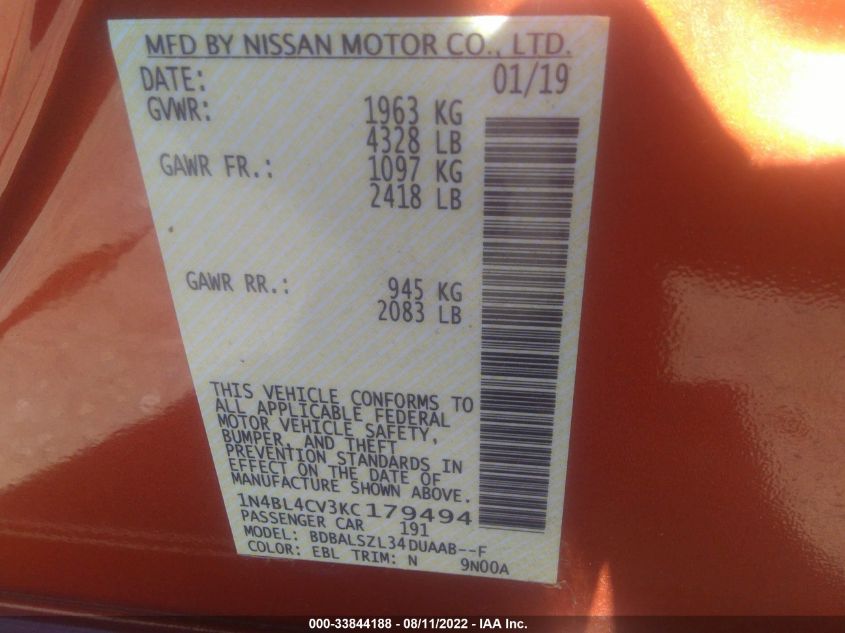 MFD BY NISSAN MOTOR CO., LTD.
DATE: 01/19
GVWR: 1963 KG
4328 LB
GAWR FR.: 1097 KG
2418 LB
GAWR RR.: 945 KG
2083 LB
THIS VEHICLE CONFORMS TO
ALL APPLICABLE FEDERAL
MOTOR VEHICLE SAFETY,
BUMPER, AND THEFT
PREVENTION STANDARDS IN
EFFECT ON THE DATE OF
MANUFACTURE SHOWN ABOVE.
1N4BL4CV3KC179494
PASSENGER CAR 191
MODEL: BDBALSZL34DUAAB--F
COLOR: EBL TRIM: N 9N00A
000-33844188 - 08/11/2022 - IAA Inc.